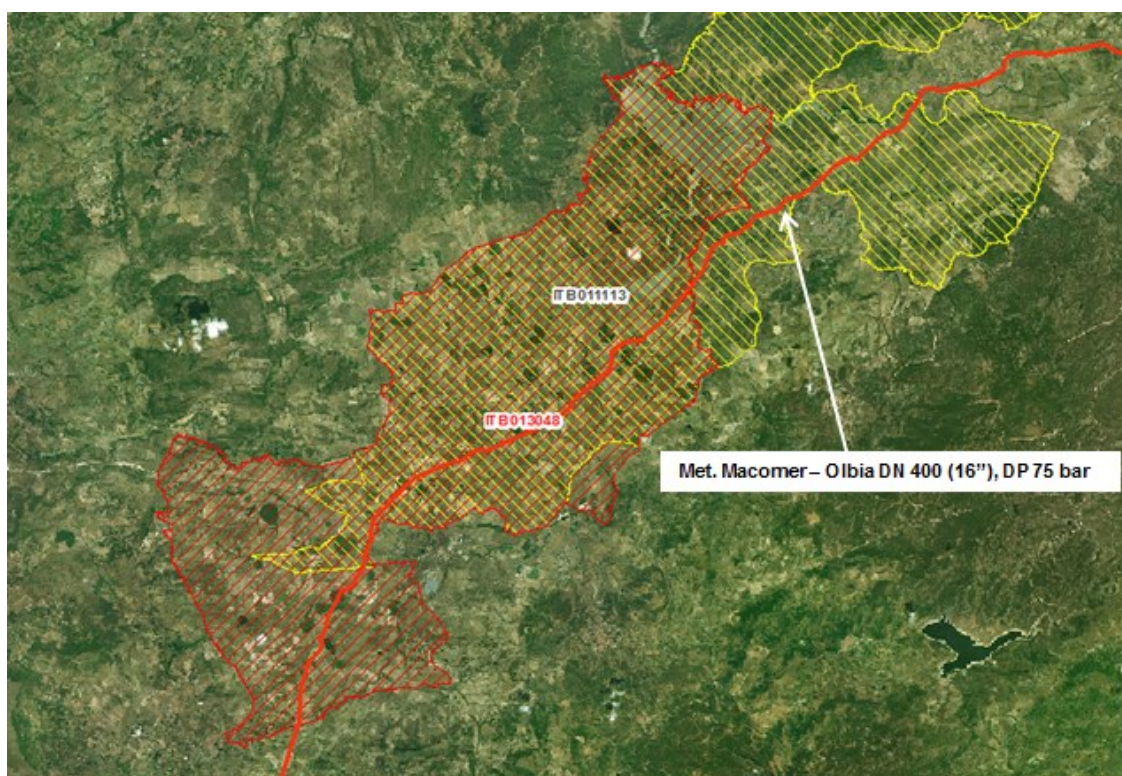 ITB011113
ITB013048
Met. Macomer– Olbia DN 400 (16”), DP 75 bar